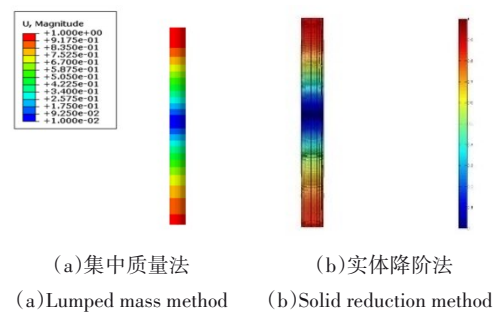 U, Magnitude
+1.000e+00
+9.175e-01
+8.350e-01
+7.525e-01
+6.700e-01
+5.875e-01
+5.050e-01
+4.225e-01
+3.400e-01
+2.575e-01
+1.750e-01
+9.250e-02
+1.000e-02
(a)集中质量法 (b)实体降阶法
(a)Lumped mass method (b)Solid reduction method